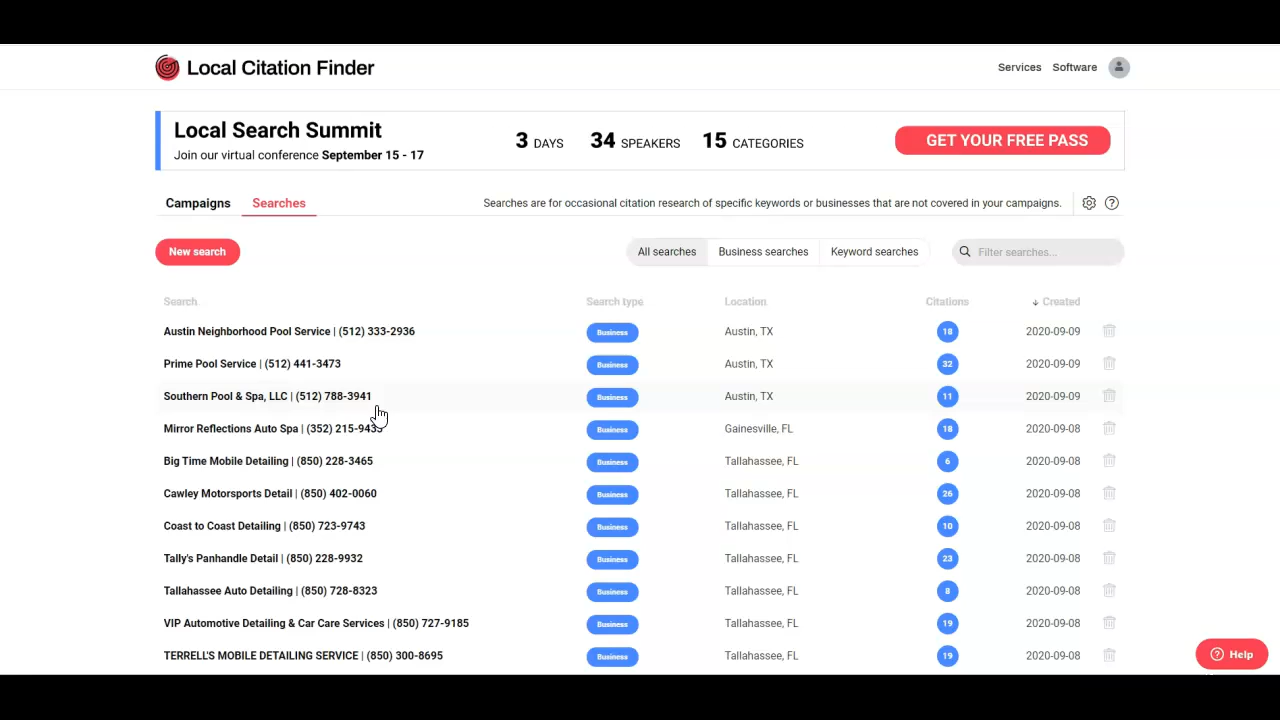 Local Citation Finder
Services Software
Local Search Summit
Join our virtual conference September 15 - 17
3 DAYS 34 SPEAKERS 15 CATEGORIES
GET YOUR FREE PASS
Campaigns Searches
Searches are for occasional citation research of specific keywords or businesses that are not covered in your campaigns.
New search
All searches Business searches Keyword searches
Filter searches...
Search Search type Location Citations Created
Austin Neighborhood Pool Service | (512) 333-2936 Business Austin, TX 18 2020-09-09
Prime Pool Service | (512) 441-3473 Business Austin, TX 32 2020-09-09
Southern Pool & Spa, LLC | (512) 788-3941 Business Austin, TX 11 2020-09-09
Mirror Reflections Auto Spa | (352) Business Gainesville, FL 18 2020-09-08
Big Time Mobile Detailing | (850) 228-3465 Business Tallahassee, FL 6 2020-09-08
Cawley Motorsports Detail | (850) 402-0060 Business Tallahassee, FL 26 2020-09-08
Coast to Coast Detailing | (850) 723-9743 Business Tallahassee, FL 10 2020-09-08
Tally's Panhandle Detail | (850) 228-9932 Business Tallahassee, FL 23 2020-09-08
Tallahassee Auto Detailing | (850) 728-8323 Business Tallahassee, FL 8 2020-09-08
VIP Automotive Detailing & Car Care Services | (850) 727-9185 Business Tallahassee, FL 19 2020-09-08
TERRELL'S MOBILE DETAILING SERVICE | (850) 300-8695 Business Tallahassee, FL 19 2020-09-08
Help